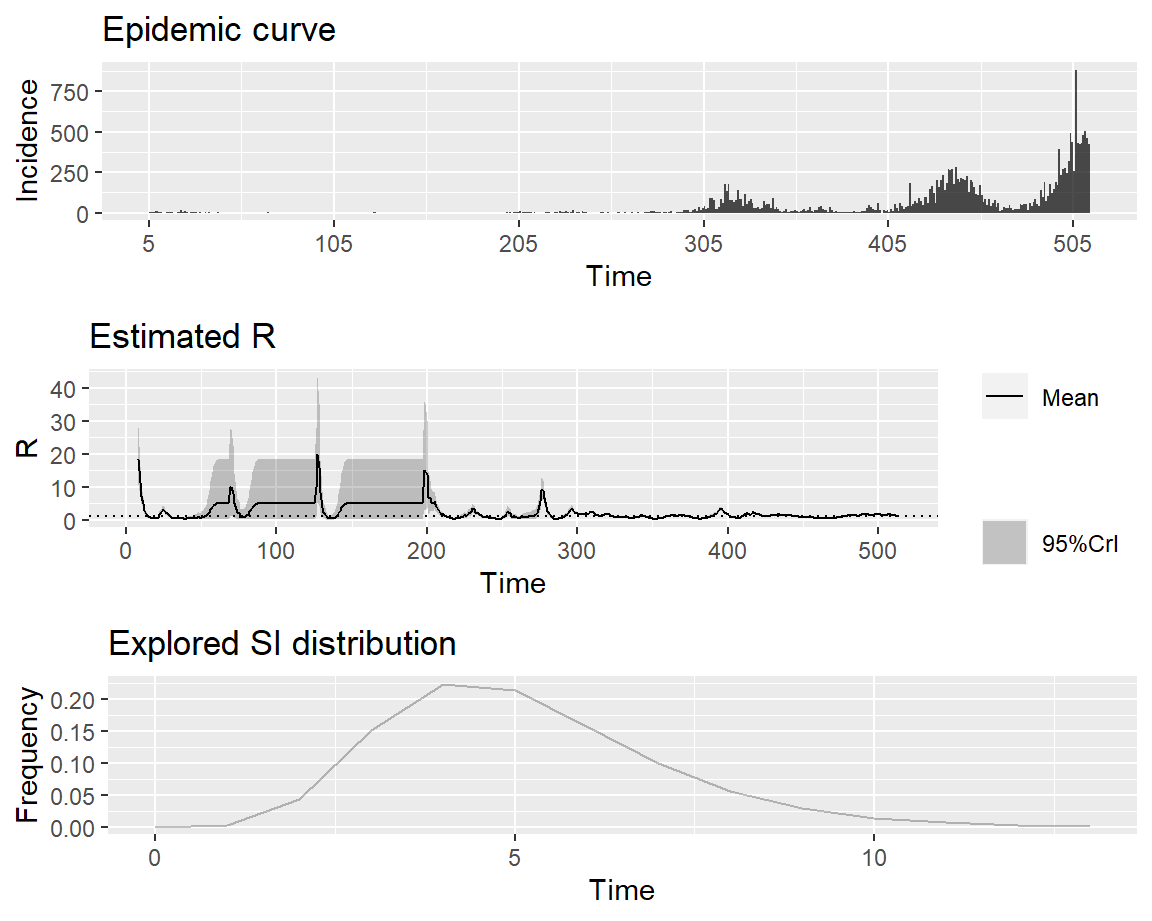 Epidemic curve
Incidence
750
500
250
0
5 105 205 305 405 505
Time
Estimated R
R
40
30
20
10
0
0 100 200 300 400 500
Time
Mean
95%CrI
Explored SI distribution
Frequency
0.20
0.15
0.10
0.05
0.00
0 5 10
Time